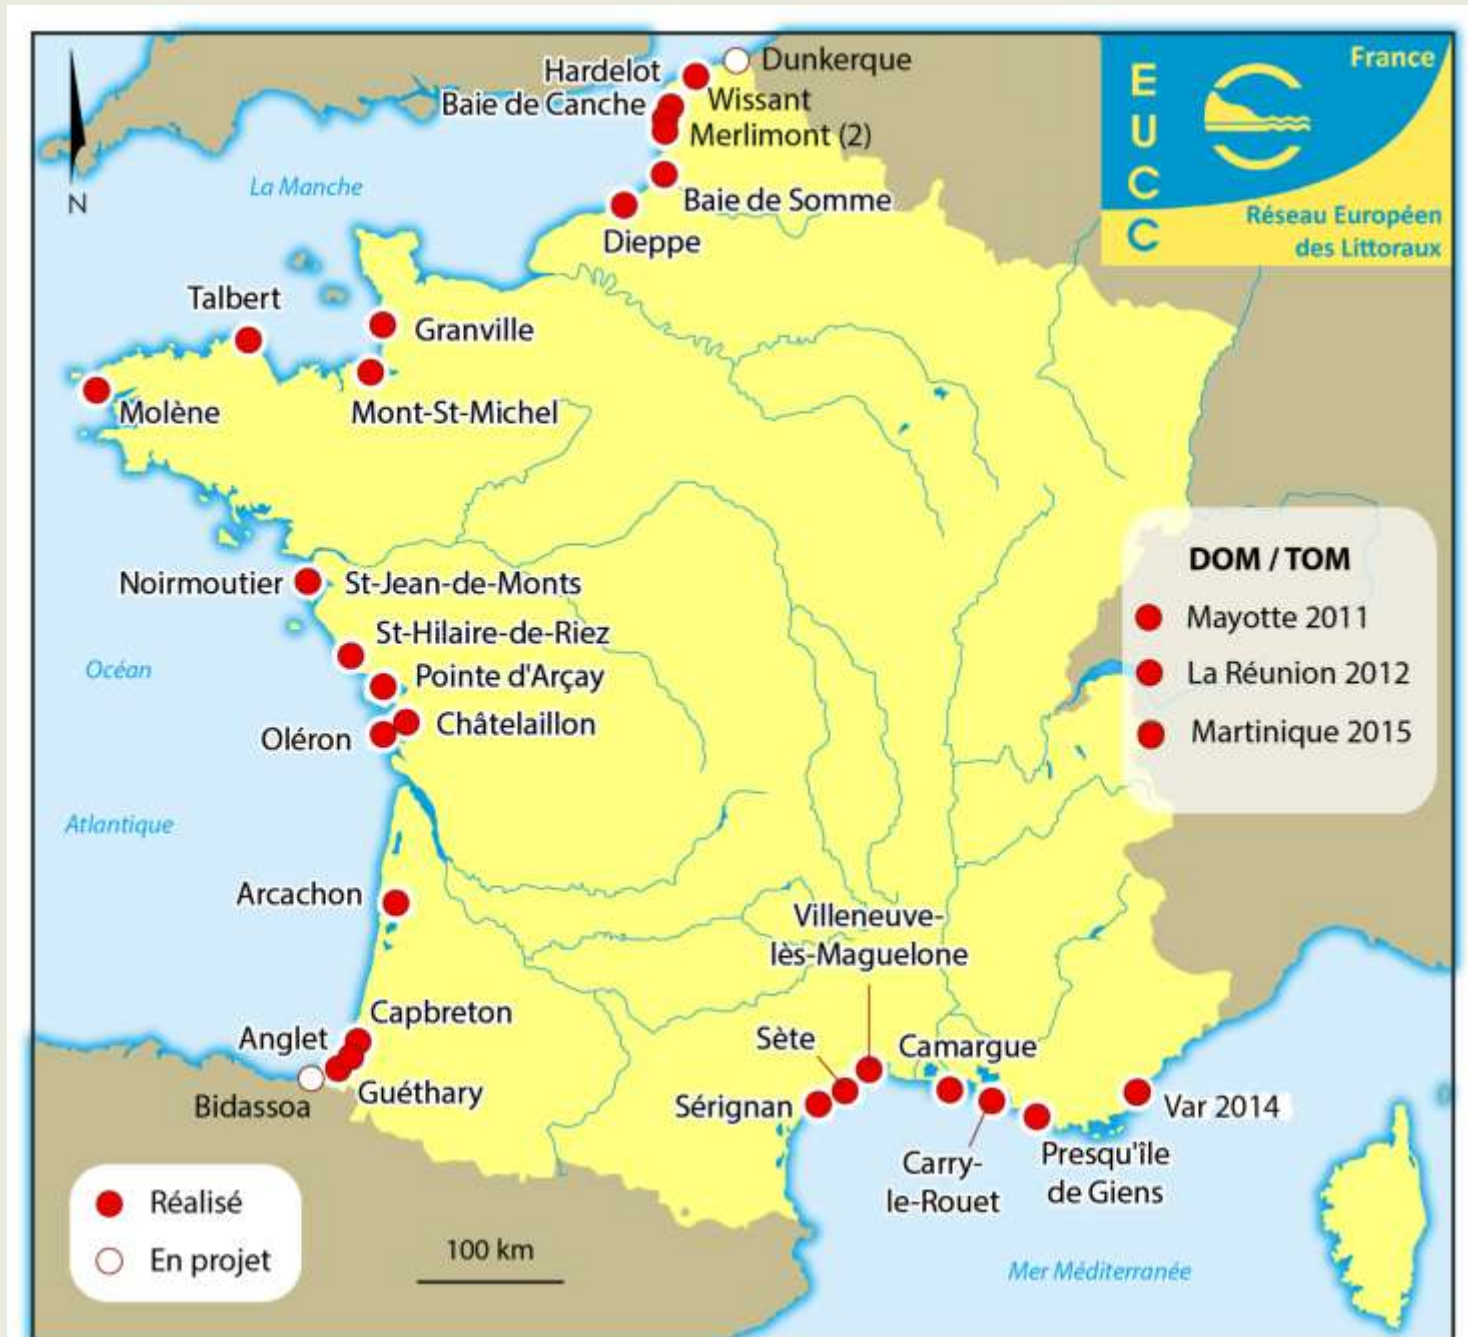 Hardelot
Dunkerque
Baie de Canche
Wissant
Merlimont (2)
La Manche
N
Baie de Somme
Dieppe
E
U
C
C
France
Réseau Européen
des Littoraux
Talbert
Granville
Molène
Mont-St-Michel
Noirmoutier
St-Jean-de-Monts
St-Hilaire-de-Riez
Océan
Pointe d'Arçay
Châtelaillon
Oléron
Atlantique
DOM / TOM
Mayotte 2011
La Réunion 2012
Martinique 2015
Arcachon
Villeneuve-
lès-Maguelone
Capbreton
Anglet
Sète
Camargue
Guéthary
Bidassoa
Sérignan
Var 2014
Carry-
le-Rouet
Presqu'île
de Giens
Réalisé
En projet
100 km
Mer Méditerranée